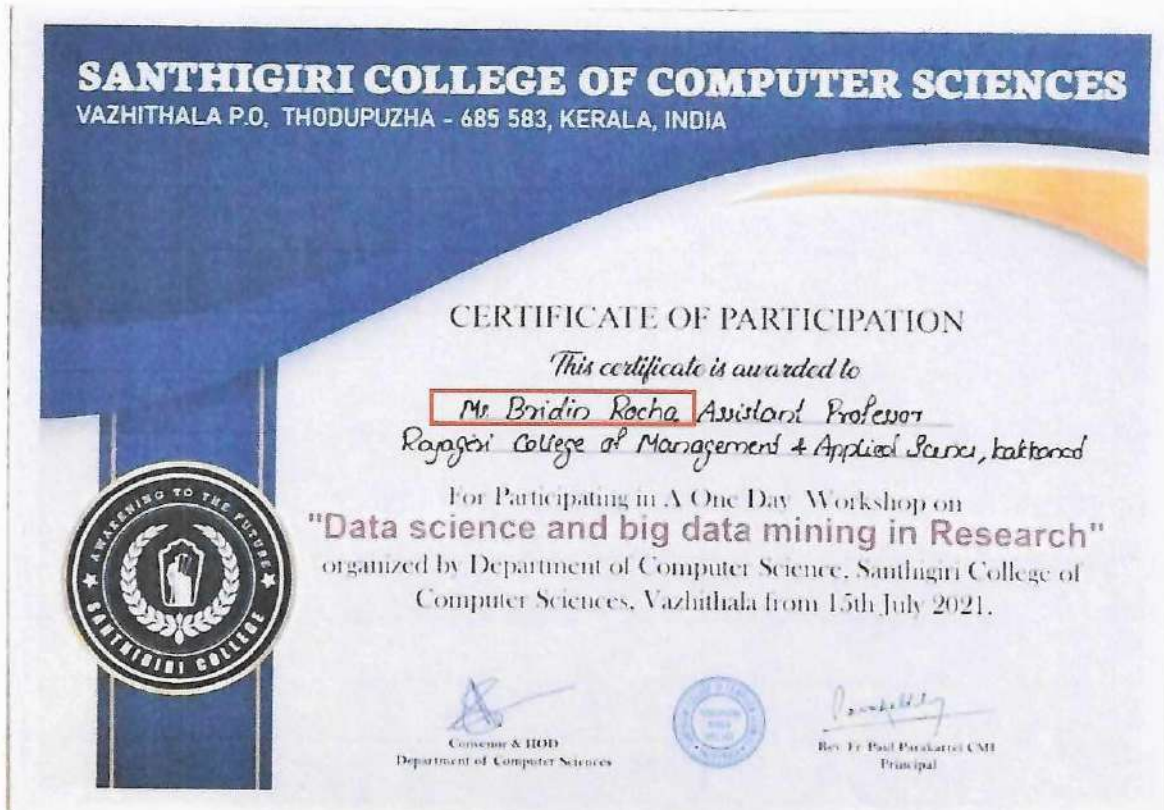 SANTHIGIRI COLLEGE OF COMPUTER SCIENCES
VAZHITHALA P.O, THODUPUZHA - 685 583, KERALA, INDIA
CERTIFICATE OF PARTICIPATION
This certificate is awarded to
Mr. Bridin Rocha Assistant Professor
Rajagiri College of Management & Applied Science, kakkanad
For Participating in A One Day Workshop on
"Data science and big data mining in Research"
organized by Department of Computer Science, Santhigiri College of
Computer Sciences, Vazhithala from 15th July 2021.
AWAKENING TO THE FUTURE
SANTHIGIRI COLLEGE
Convenor & HOD
Department of Computer Sciences
Rev. Fr. Paul Parakattel CMI
Principal